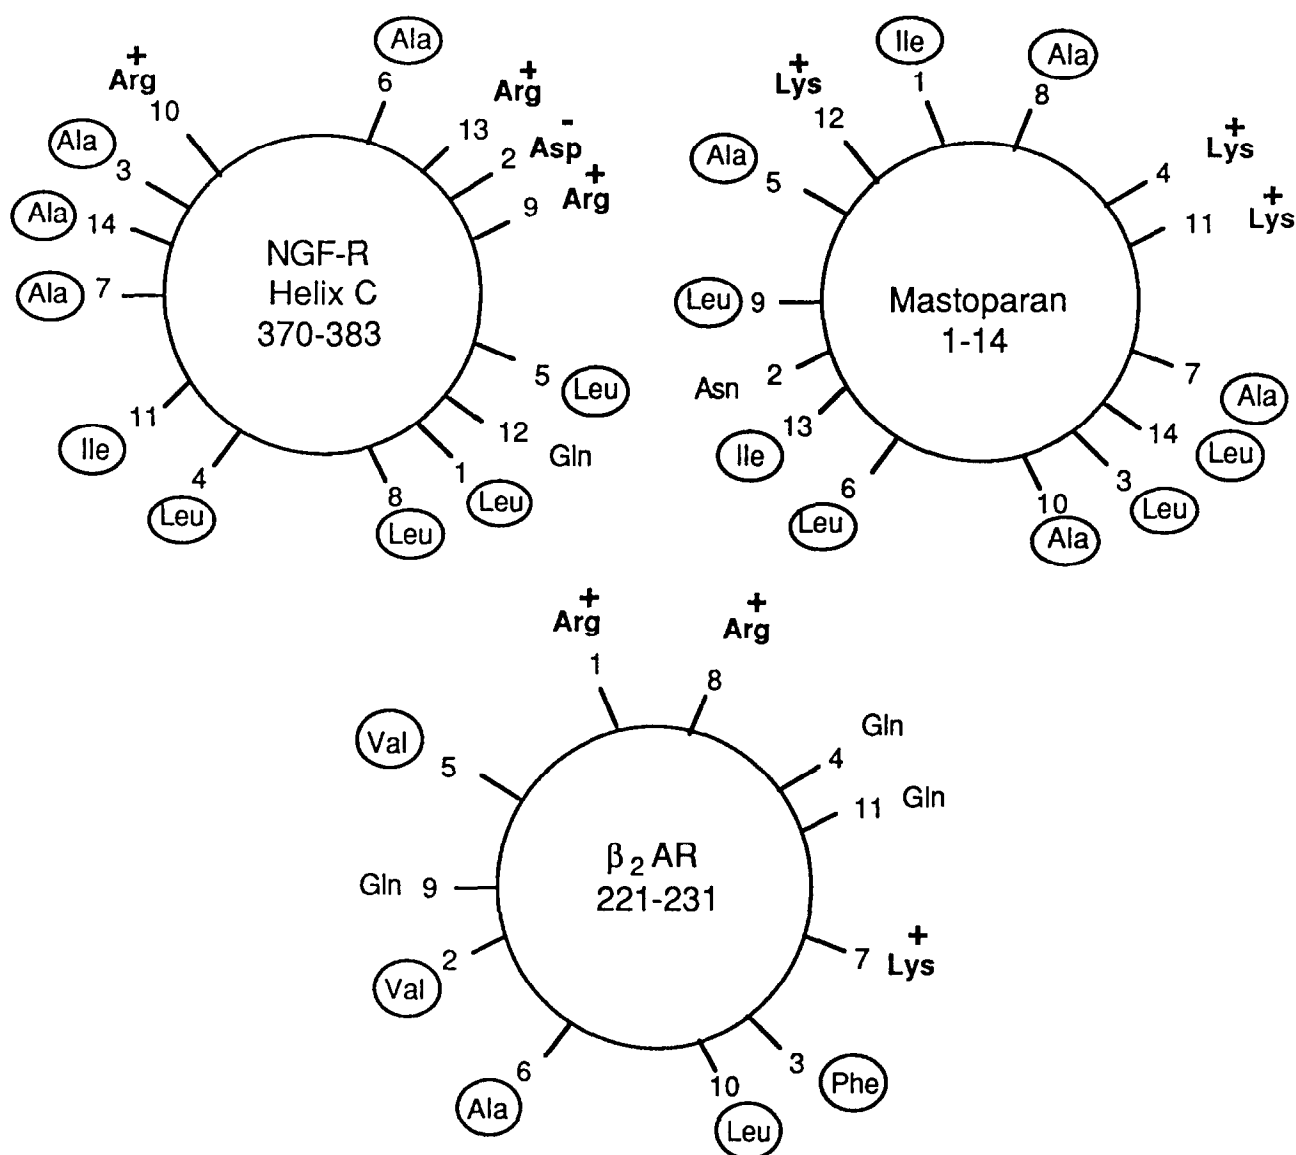 Ala
+
Arg
6
+
Arg
10
13
-
Asp
2
Ala
3
+
Arg
9
Ala
14
NGF-R
Helix C
370-383
Ala
7
5
Leu
11
12
Gln
Ile
4
1
Leu
8
Leu
Leu
Ile
+
Lys
1
Ala
8
12
+
Lys
Ala
5
4
+
Lys
11
Leu
9
Mastoparan
1-14
Asn
2
7
Ala
13
14
Leu
Ile
6
3
Leu
Leu
10
Ala
+
Arg
+
Arg
1
8
Val
5
Gln
4
Gln
11
β2 AR
221-231
Gln
9
+
Lys
7
Val
2
6
3
Phe
Ala
10
Leu